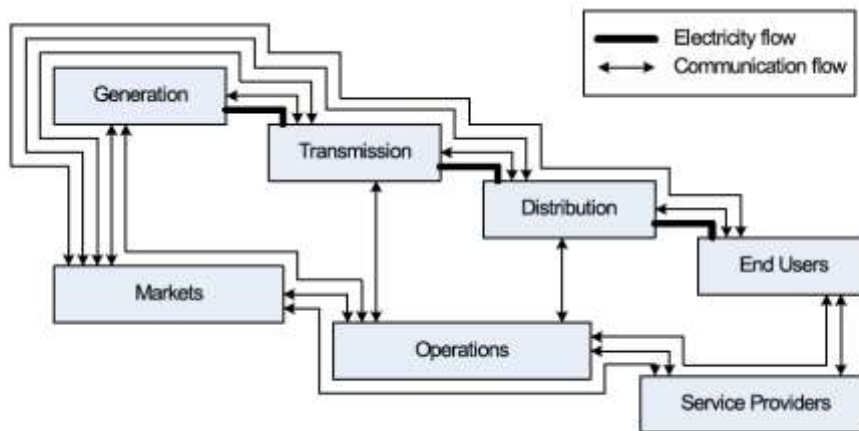 Electricity flow
Communication flow
Generation
Transmission
Distribution
End Users
Markets
Operations
Service Providers